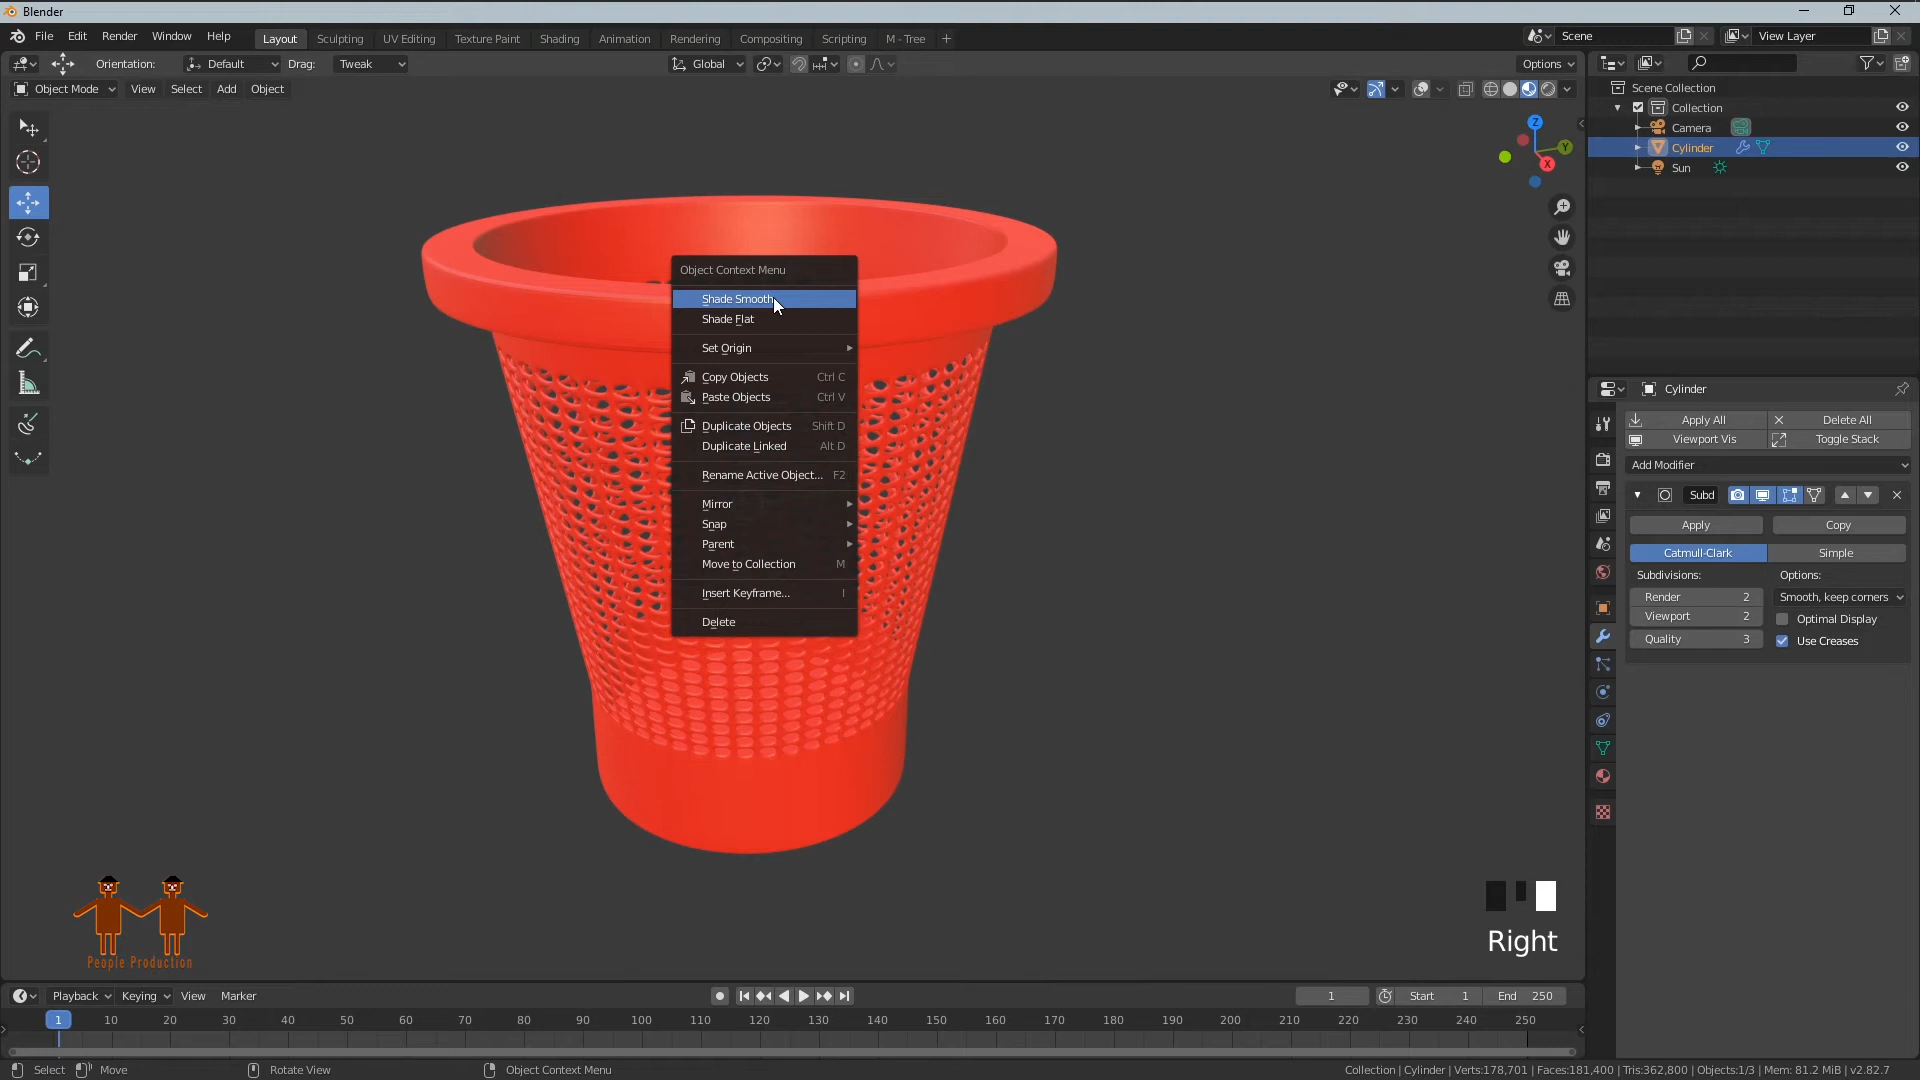 Blender
File Edit Render Window Help Layout Sculpting UV Editing Texture Paint Shading Animation Rendering Compositing Scripting M - Tree + Scene View Layer
Orientation: Default Drag: Tweak Global Options
Object Mode View Select Add Object
Scene Collection
Collection
Camera
Cylinder
Sun
Z
Y
X
Object Context Menu
Shade Smooth
Shade Flat
Set Origin
Copy Objects Ctrl C
Paste Objects Ctrl V
Duplicate Objects Shift D
Duplicate Linked Alt D
Rename Active Object... F2
Mirror
Snap
Parent
Move to Collection M
Insert Keyframe... I
Delete
Cylinder
Apply All Delete All
Viewport Vis Toggle Stack
Add Modifier
Subd
Apply Copy
Catmull-Clark Simple
Subdivisions: Options:
Render 2 Smooth, keep corners
Viewport 2 Optimal Display
Quality 3 Use Creases
Right
People Production
Playback Keying View Marker 1 Start 1 End 250
1 10 20 30 40 50 60 70 80 90 100 110 120 130 140 150 160 170 180 190 200 210 220 230 240 250
Select Move Rotate View Object Context Menu Collection | Cylinder | Verts:178,701 | Faces:181,400 | Tris:362,800 | Objects:1/3 | Mem: 81.2 MiB | v2.82.7